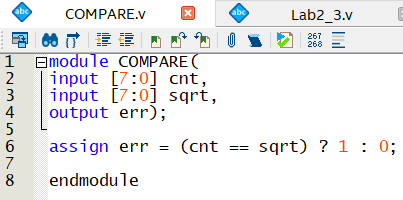 COMPARE.v
Lab2_3.v
267
268
1 module COMPARE(
2 input [7:0] cnt,
3 input [7:0] sqrt,
4 output err);
5
6 assign err = (cnt == sqrt) ? 1 : 0;
7
8 endmodule